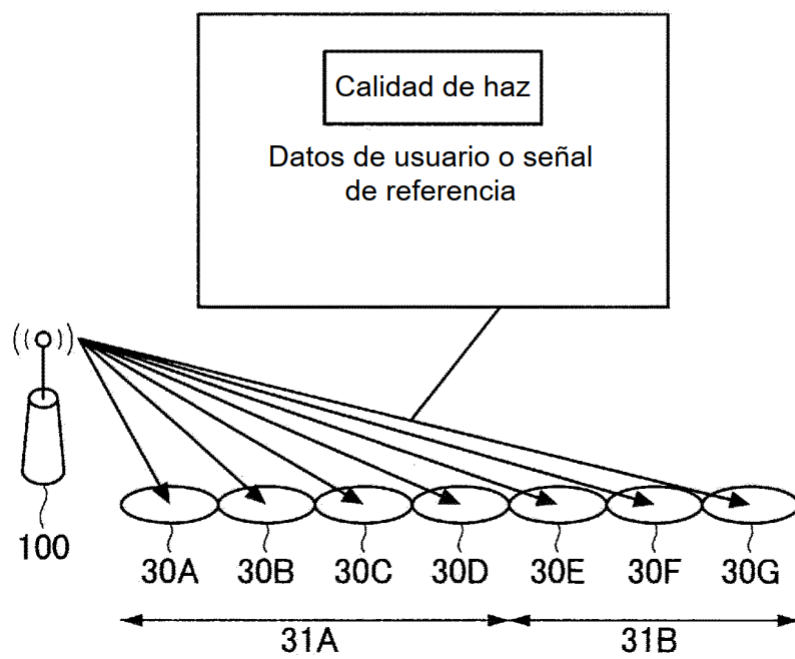 Calidad de haz
Datos de usuario o señal
de referencia
100
30A 30B 30C 30D 30E 30F 30G
31A 31B